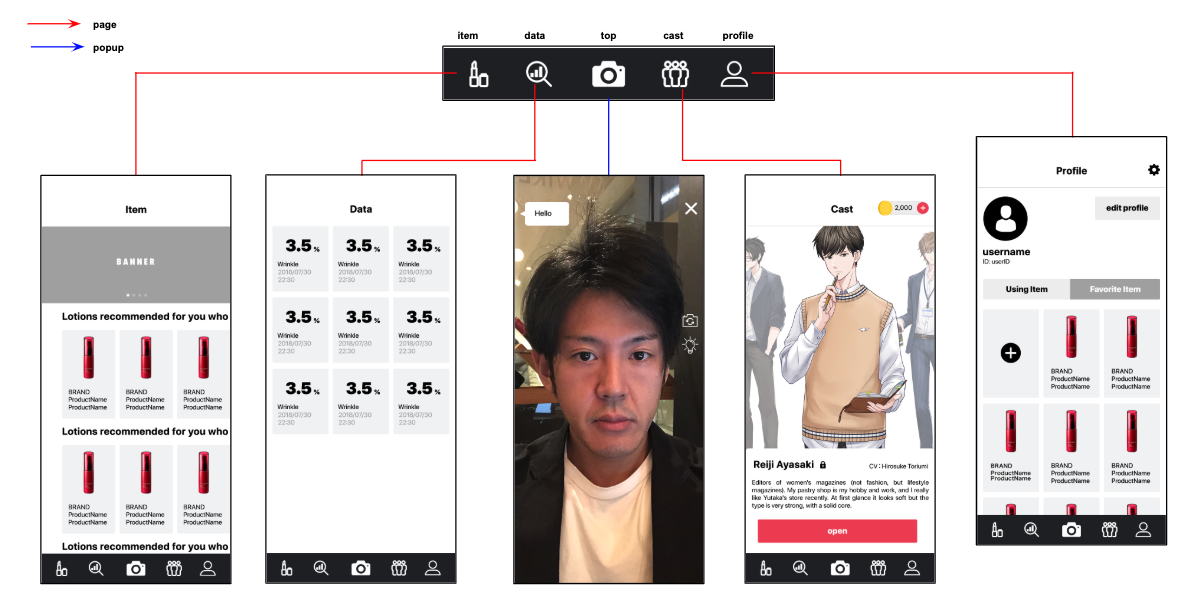 page
popup
item data top cast profile
Item
BANNER
Lotions recommended for you who
BRAND BRAND BRAND
ProductName ProductName ProductName
ProductName ProductName ProductName
Lotions recommended for you who
BRAND BRAND BRAND
ProductName ProductName ProductName
ProductName ProductName ProductName
Lotions recommended for you who
Data
3.5 % 3.5 % 3.5 %
Wrinkle Wrinkle Wrinkle
2018/07/30 2018/07/30 2018/07/30
22:30 22:30 22:30
3.5 % 3.5 % 3.5 %
Wrinkle Wrinkle Wrinkle
2018/07/30 2018/07/30 2018/07/30
22:30 22:30 22:30
3.5 % 3.5 % 3.5 %
Wrinkle Wrinkle Wrinkle
2018/07/30 2018/07/30 2018/07/30
22:30 22:30 22:30
Hello
Cast 2,000
Reiji Ayasaki CV：Hirosuke Toriumi
Editors of women's magazines (not fashion, but lifestyle
magazines). My pastry shop is my hobby and work, and I really
like Yutaka's store recently. At first glance it looks soft but the
type is very strong, with a solid core.
open
Profile
edit profile
username
ID: userID
Using Item Favorite Item
BRAND BRAND
ProductName ProductName
ProductName ProductName
BRAND BRAND BRAND
ProductName ProductName ProductName
ProductName ProductName ProductName